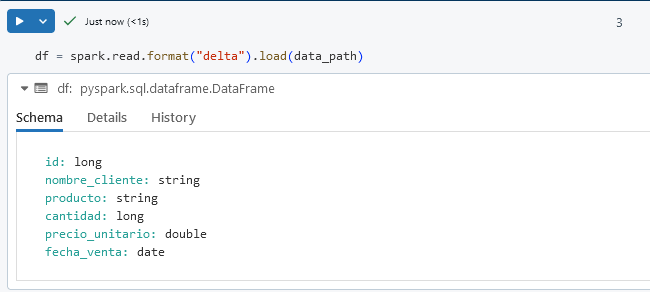 Just now (<1s)
3
df = spark.read.format("delta").load(data_path)
df: pyspark.sql.dataframe.DataFrame
Schema Details History
id: long
nombre_cliente: string
producto: string
cantidad: long
precio_unitario: double
fecha_venta: date